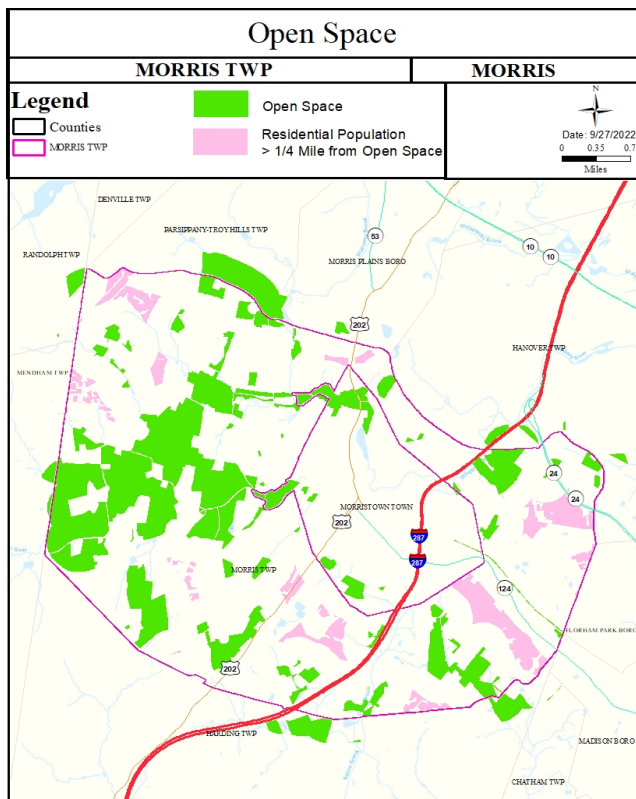 Open Space
MORRIS TWP
MORRIS
Legend
Counties
MORRIS TWP
Open Space
Residential Population
> 1/4 Mile from Open Space
N
Date: 9/27/2022
0 0.35 0.7
Miles
DENVILLE TWP
PARSIPPANY-TROY HILLS TWP
RANDOLPH TWP
53
10
10
MORRIS PLAINS BORO
202
HANOVER TWP
MENDHAM TWP
24
24
MORRISTOWN TOWN
202
287
287
MORRIS TWP
124
FLORHAM PARK BORO
202
HARDING TWP
MADISON BORO
CHATHAM TWP